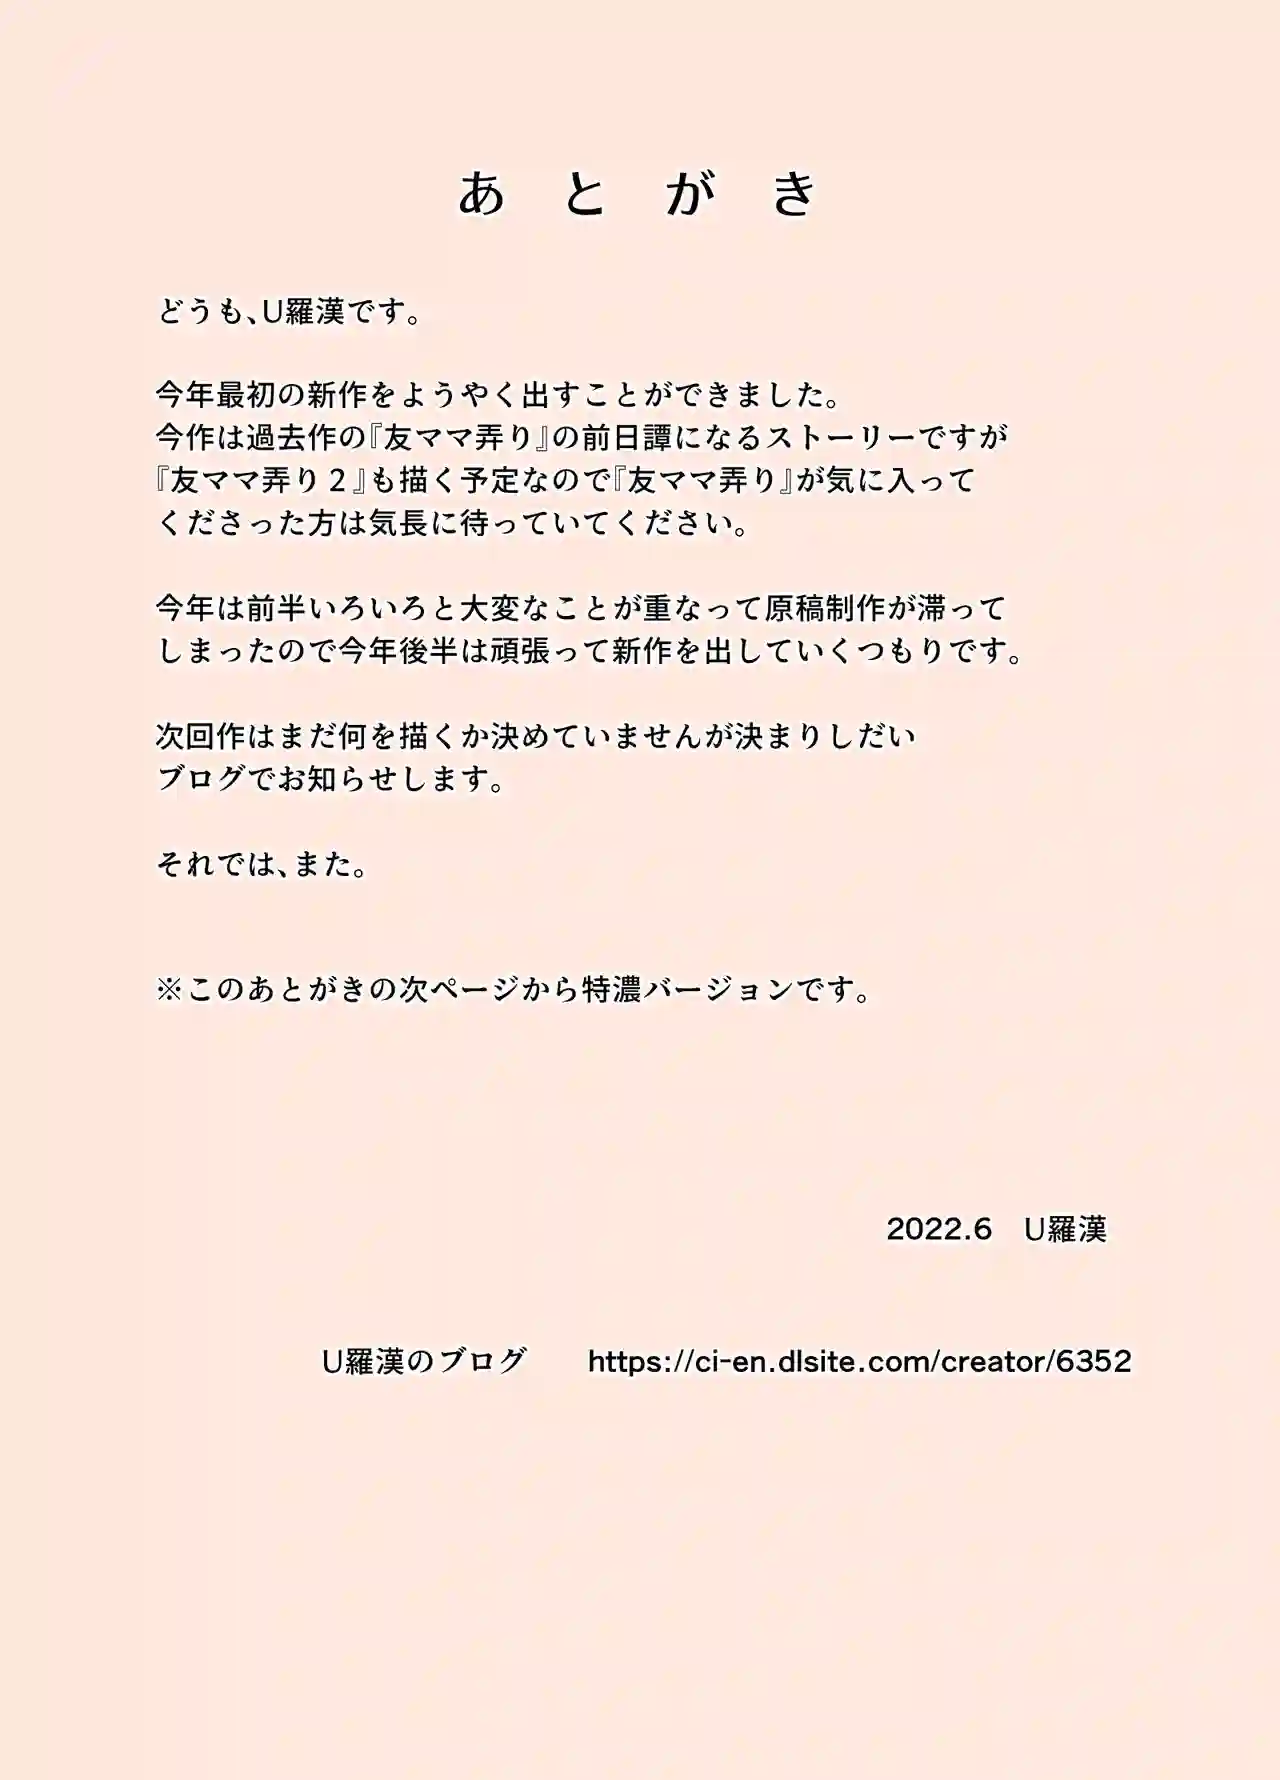 あとがき
どうも、U羅漢です。
今年最初の新作をようやく出すことができました。
今作は過去作の『友ママ弄り』の前日譚になるストーリーですが
『友ママ弄り２』も描く予定なので『友ママ弄り』が気に入って
くださった方は気長に待っていてください。
今年は前半いろいろと大変なことが重なって原稿制作が滞って
しまったので今年後半は頑張って新作を出していくつもりです。
次回作はまだ何を描くか決めていませんが決まりしだい
ブログでお知らせします。
それでは、また。
※このあとがきの次ページから特濃バージョンです。
2022.6　U羅漢
U羅漢のブログ　　https://ci-en.dlsite.com/creator/6352